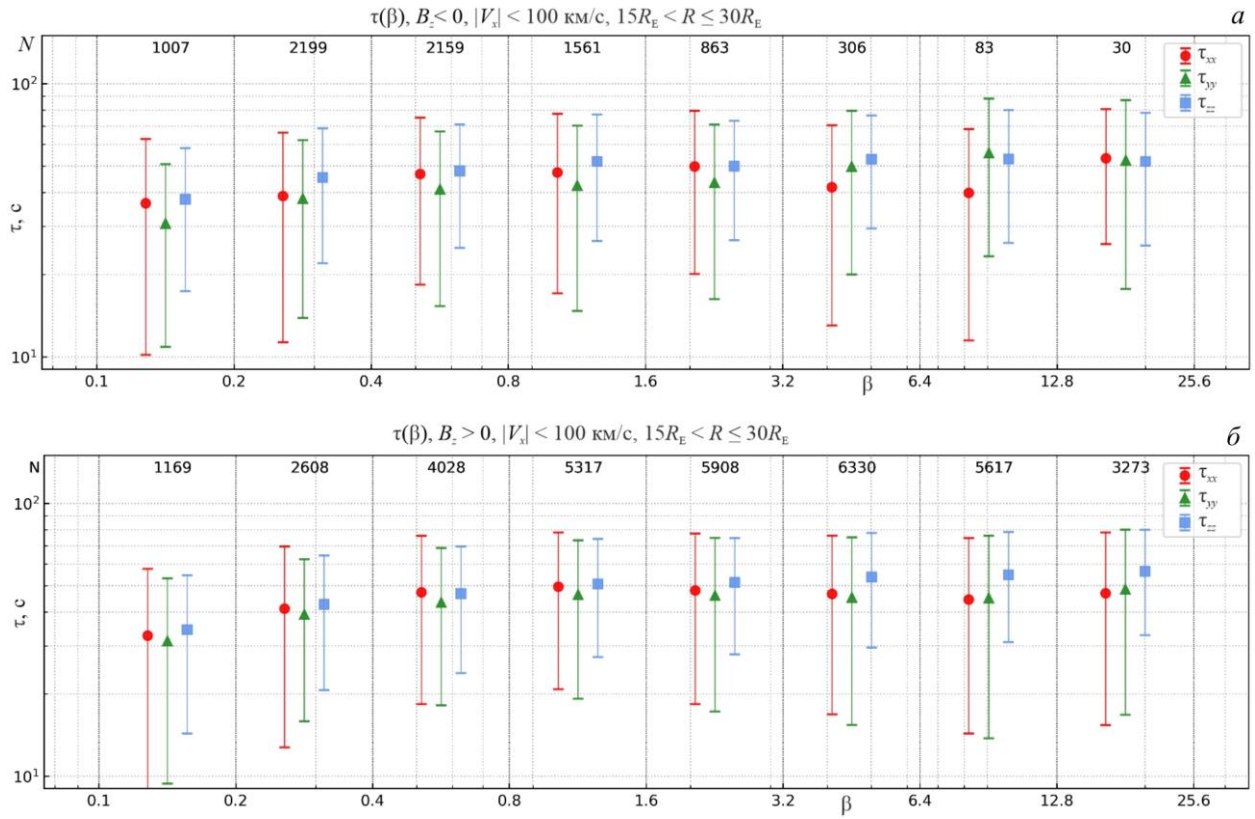 τ(β), B_z < 0, |V_x| < 100 км/с, 15R_E < R ≤ 30R_E
а
N 1007 2199 2159 1561 863 306 83 30
τ_xx
τ_yy
τ_zz
10²
τ, с
10¹
0.1 0.2 0.4 0.8 1.6 3.2 β 6.4 12.8 25.6
τ(β), B_z > 0, |V_x| < 100 км/с, 15R_E < R ≤ 30R_E
б
N 1169 2608 4028 5317 5908 6330 5617 3273
τ_xx
τ_yy
τ_zz
10²
τ, с
10¹
0.1 0.2 0.4 0.8 1.6 3.2 β 6.4 12.8 25.6